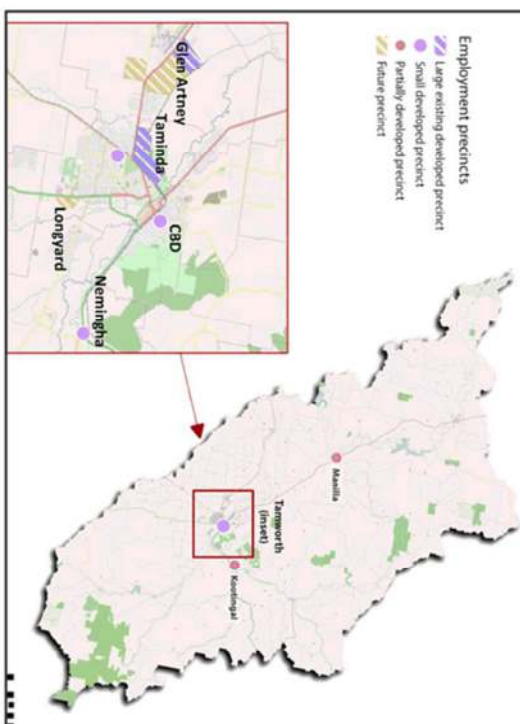 Employment precincts
Large existing developed precinct
Small developed precinct
Partially developed precinct
Future precinct
Manilla
Tamworth
(inset)
Kootingal
Glen Artney
Taminda
CBD
Longyard
Nemingha